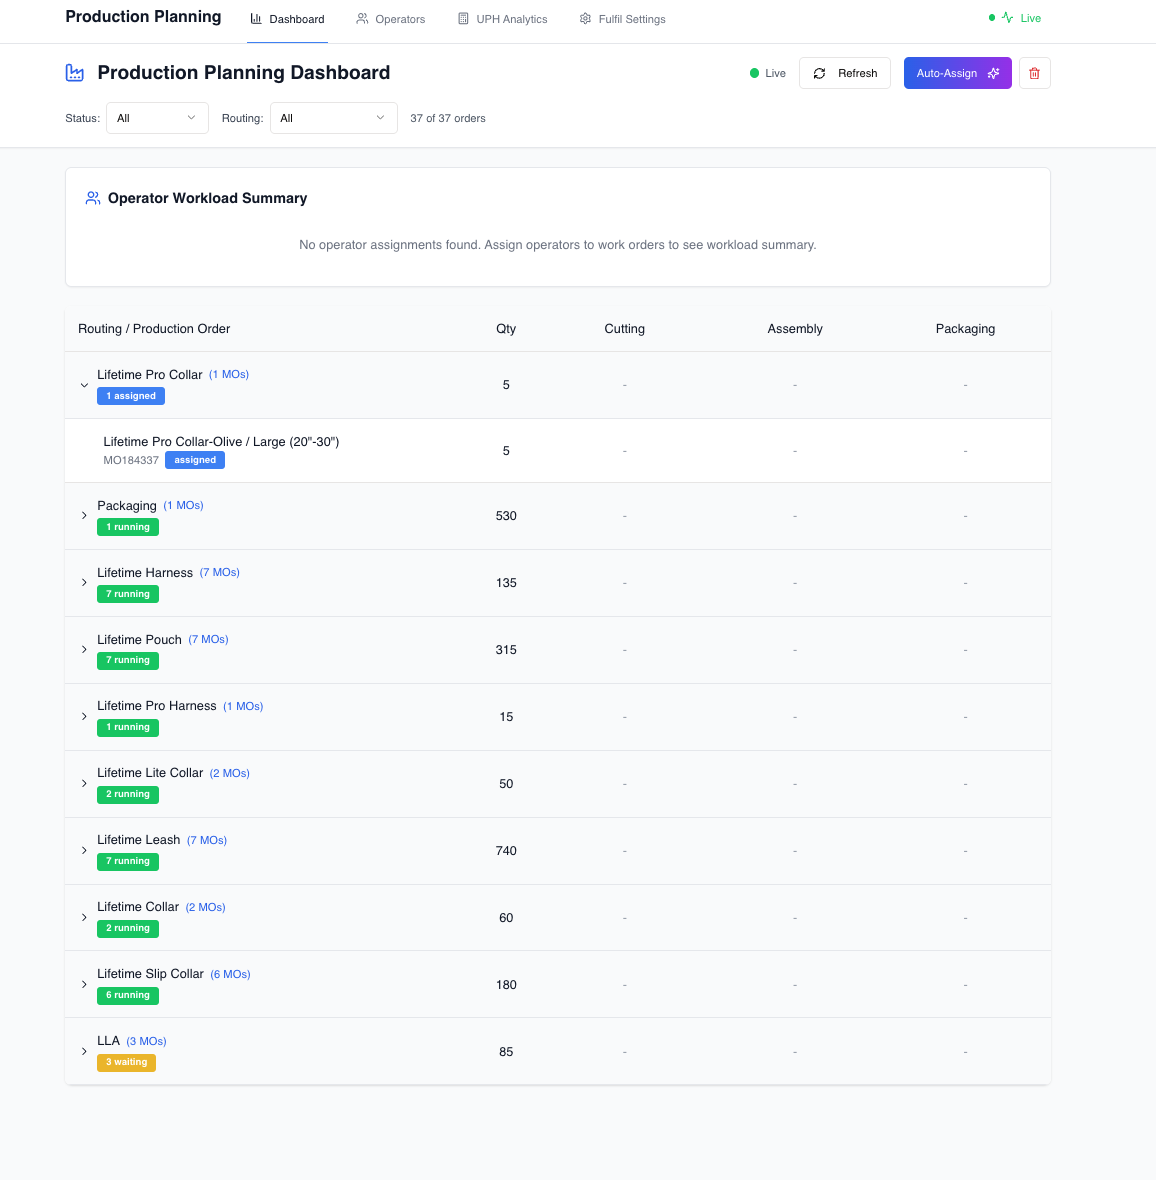 Production Planning
Dashboard
Operators
UPH Analytics
Fulfil Settings
Live
Production Planning Dashboard
Live
Refresh
Auto-Assign
Status: All
Routing: All
37 of 37 orders
Operator Workload Summary
No operator assignments found. Assign operators to work orders to see workload summary.
Routing / Production Order Qty Cutting Assembly Packaging
Lifetime Pro Collar (1 MOs)
1 assigned
5 - - -
Lifetime Pro Collar-Olive / Large (20"-30")
MO184337 assigned
5 - - -
Packaging (1 MOs)
1 running
530 - - -
Lifetime Harness (7 MOs)
7 running
135 - - -
Lifetime Pouch (7 MOs)
7 running
315 - - -
Lifetime Pro Harness (1 MOs)
1 running
15 - - -
Lifetime Lite Collar (2 MOs)
2 running
50 - - -
Lifetime Leash (7 MOs)
7 running
740 - - -
Lifetime Collar (2 MOs)
2 running
60 - - -
Lifetime Slip Collar (6 MOs)
6 running
180 - - -
LLA (3 MOs)
3 waiting
85 - - -